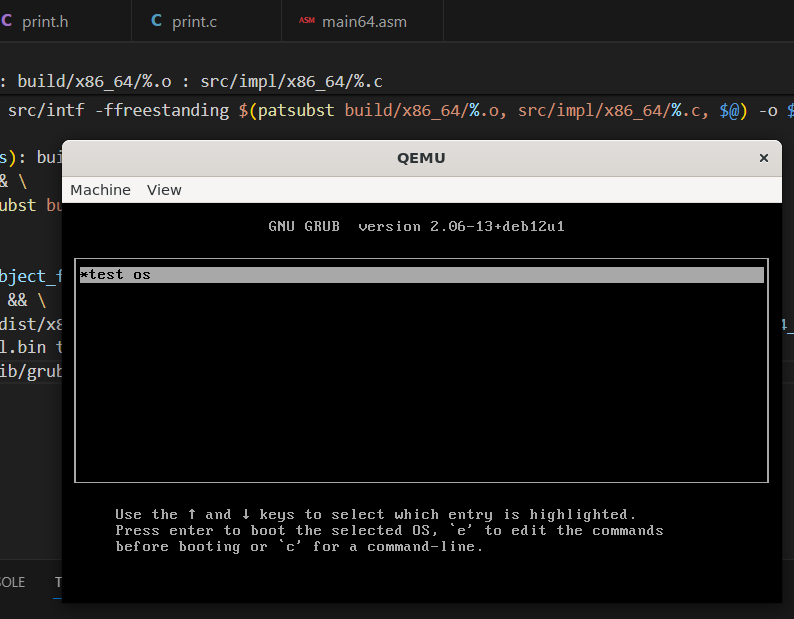 C print.h C print.c ASM main64.asm
: build/x86_64/%.o : src/impl/x86_64/%.c
src/intf -ffreestanding $(patsubst build/x86_64/%.o, src/impl/x86_64/%.c, $@) -o $
s): bui
& \
ubst bu
bject_f
&& \
dist/x8
l.bin t
ib/grub
QEMU ×
Machine View
GNU GRUB version 2.06-13+deb12u1
*test os
Use the ↑ and ↓ keys to select which entry is highlighted.
Press enter to boot the selected OS, `e' to edit the commands
before booting or `c' for a command-line.
SOLE T